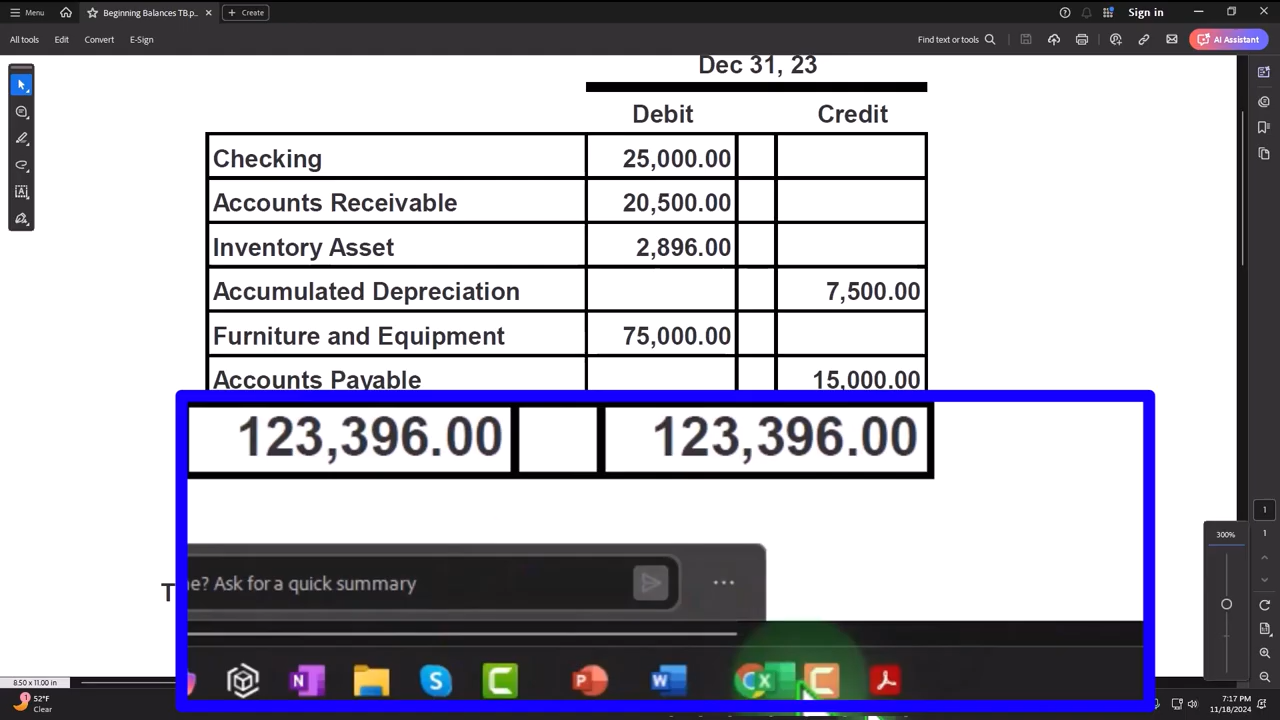 Menu
Beginning Balances TB.p..
Create
Sign in
All tools
Edit
Convert
E-Sign
Find text or tools
AI Assistant
Dec 31, 23
Debit
Credit
Checking 25,000.00
Accounts Receivable 20,500.00
Inventory Asset 2,896.00
Accumulated Depreciation 7,500.00
Furniture and Equipment 75,000.00
Accounts Payable 15,000.00
123,396.00 123,396.00
T
e? Ask for a quick summary
300%
1
1
8.50 x 11.00 in
52°F
Clear
7:17 PM
11/18/2024